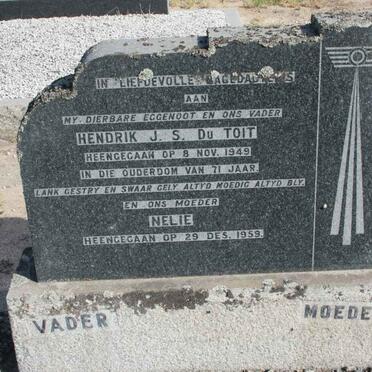 IN LIEFDEVOLLE NAGEDAGTENIS
AAN
MY DIERBARE EGGENOOT EN ONS VADER
HENDRIK J. S. DU TOIT
HEENGEGAAN OP 8 NOV. 1949
IN DIE OUDERDOM VAN 71 JAAR.
LANK GESTRY EN SWAAR GELY ALTYD MOEDIG ALTYD BLY.
EN ONS MOEDER
NELIE
HEENGEGAAN OP 29 DES. 1959.
VADER
MOEDE